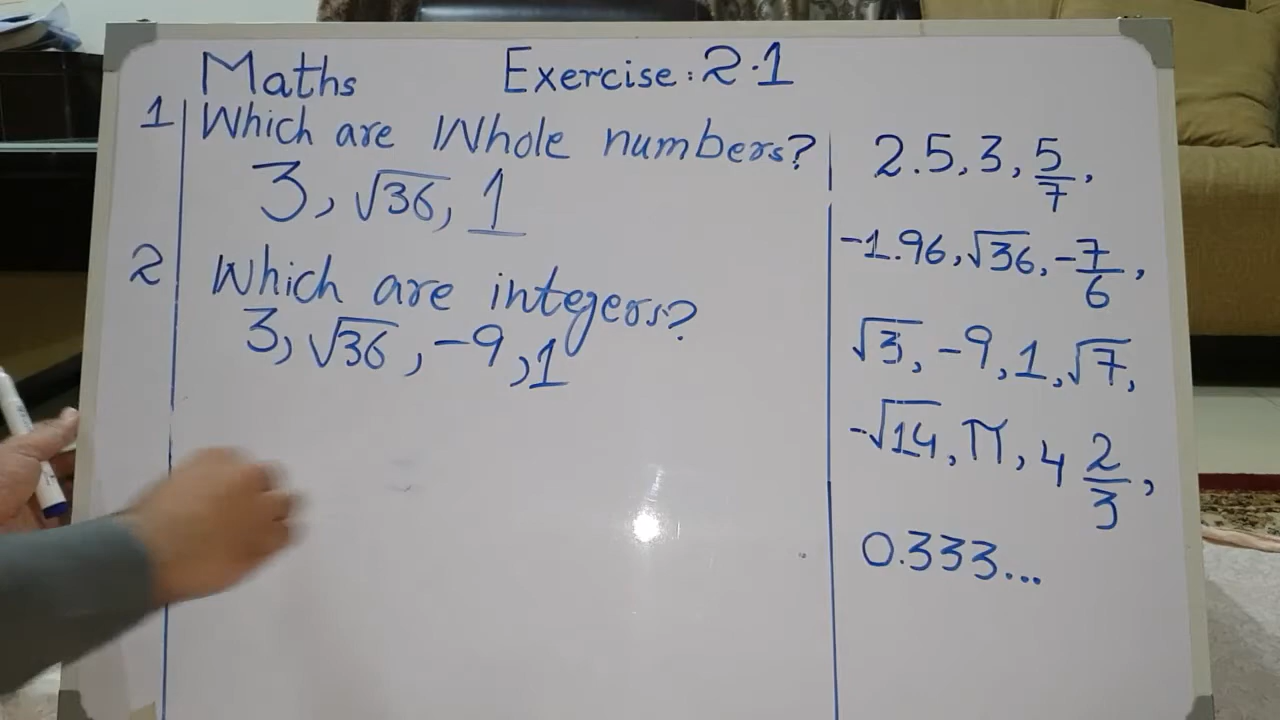 Maths Exercise: 2.1
1 Which are Whole numbers?
3, √36, 1
2 Which are integers?
3, √36, -9, 1
2.5, 3, 5/7,
-1.96, √36, -7/6,
√3, -9, 1, √7,
-√14, π, 4 2/3,
0.333...